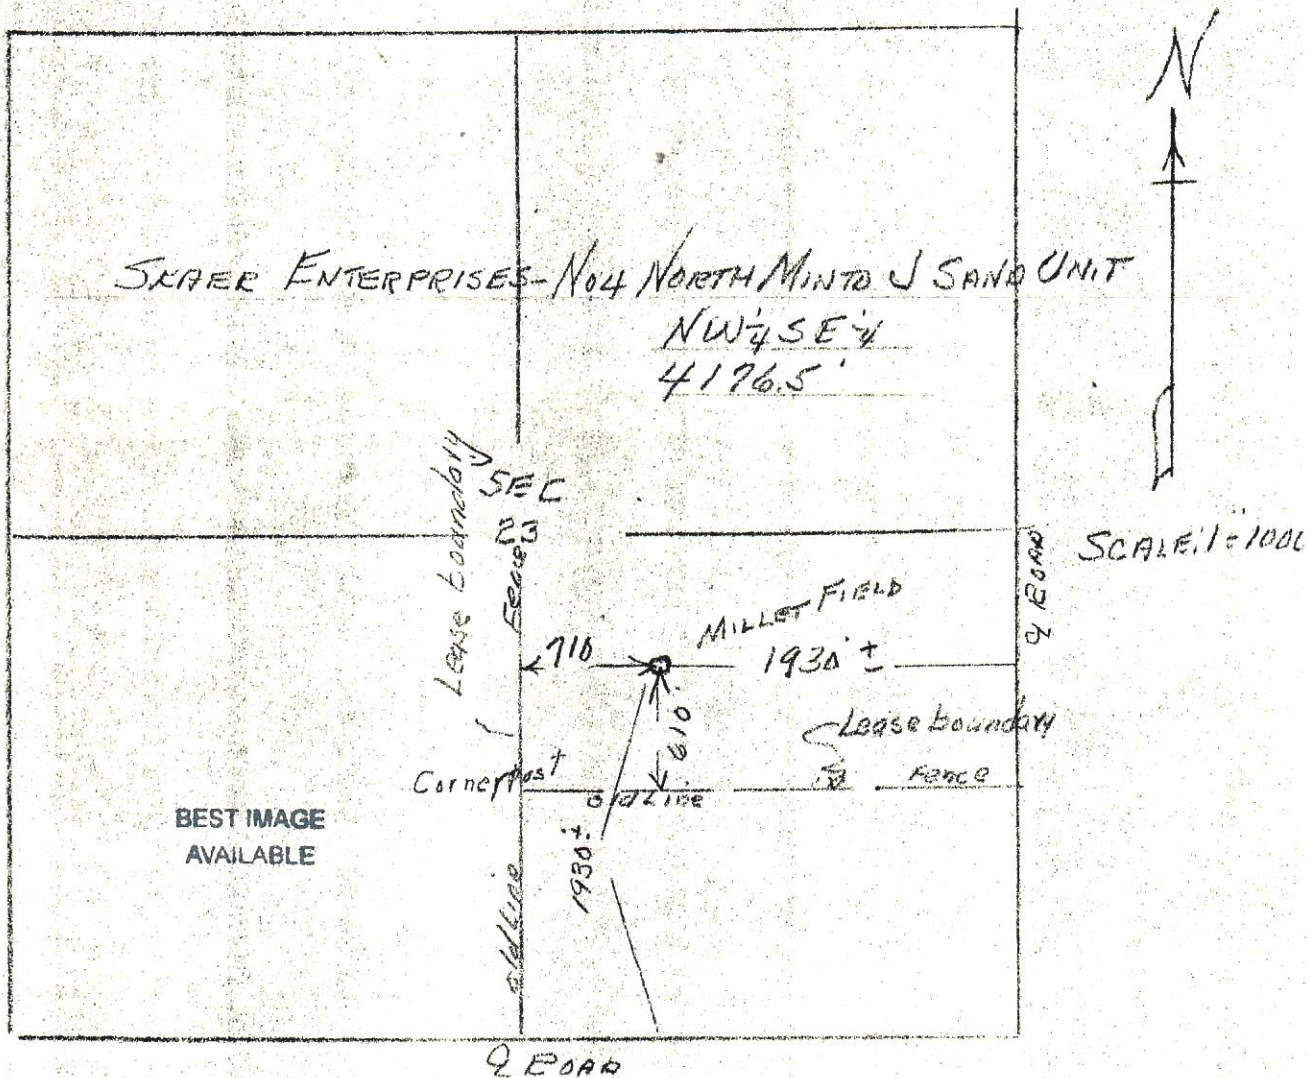 N
SKAER ENTERPRISES-No4 NORTH MINTO J SAND UNIT
NW¼SE¼
4176.5'
Lease boundary
SEC
23
Fence
℄ ROAD
SCALE: 1"=1000
MILLET FIELD
710
1930'±
610'
Lease boundary
Corner Post
Old Line
Fence
BEST IMAGE
AVAILABLE
1930'±
old line
℄ ROAD